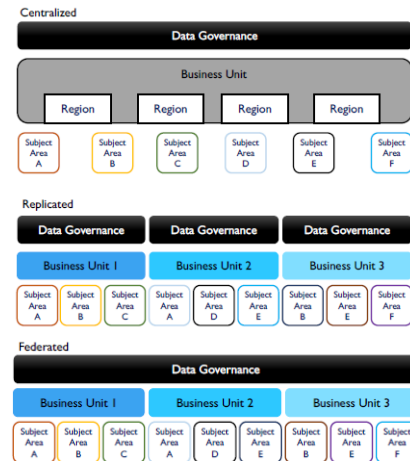 Centralized
Data Governance
Business Unit
Region Region Region Region
Subject Subject Subject Subject Subject Subject
Area Area Area Area Area Area
A B C D E F
Replicated
Data Governance Data Governance Data Governance
Business Unit 1 Business Unit 2 Business Unit 3
Subject Subject Subject Subject Subject Subject Subject Subject Subject
Area Area Area Area Area Area Area Area Area
A B C A D E B E F
Federated
Data Governance
Business Unit 1 Business Unit 2 Business Unit 3
Subject Subject Subject Subject Subject Subject Subject Subject Subject
Area Area Area Area Area Area Area Area Area
A B C A D E B E F